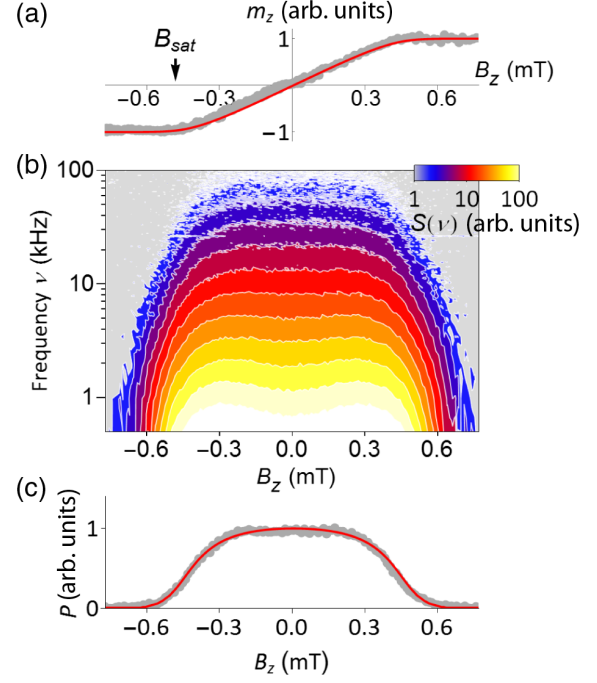 (a)
m_z (arb. units)
1
B_sat
B_z (mT)
−0.6 −0.3 0.3 0.6
−1
(b)
100
10
1
Frequency ν (kHz)
1 10 100
S(ν) (arb. units)
−0.6 −0.3 0.0 0.3 0.6
B_z (mT)
(c)
P (arb. units)
1
0
−0.6 −0.3 0.0 0.3 0.6
B_z (mT)